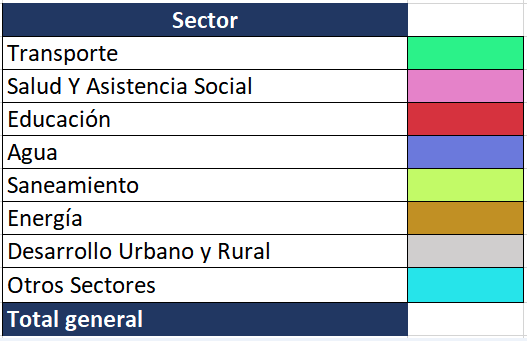 Sector
Transporte
Salud Y Asistencia Social
Educación
Agua
Saneamiento
Energía
Desarrollo Urbano y Rural
Otros Sectores
Total general